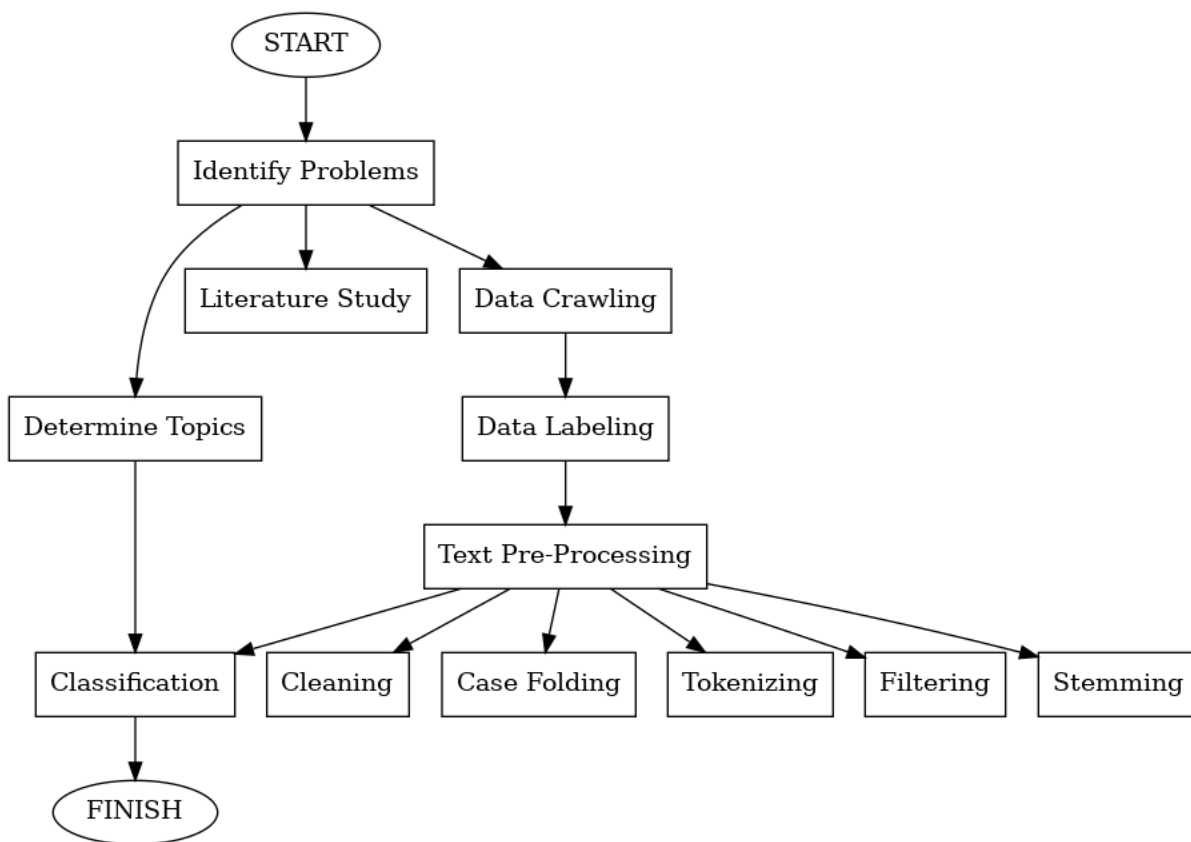 START
Identify Problems
Literature Study
Data Crawling
Determine Topics
Data Labeling
Text Pre-Processing
Classification
Cleaning
Case Folding
Tokenizing
Filtering
Stemming
FINISH